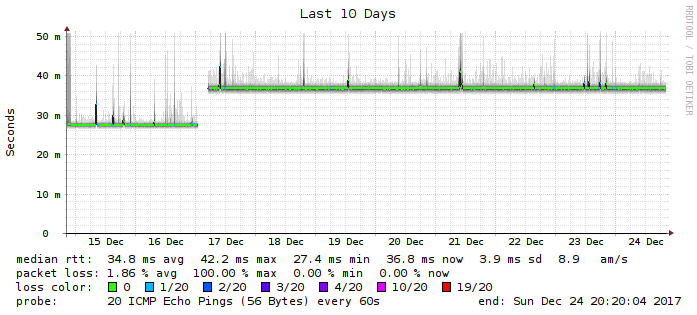 Last 10 Days
RRDTOOL / TOBI OETIKER
Seconds
50 m
40 m
30 m
20 m
10 m
0
15 Dec 16 Dec 17 Dec 18 Dec 19 Dec 20 Dec 21 Dec 22 Dec 23 Dec 24 Dec
median rtt: 34.8 ms avg 42.2 ms max 27.4 ms min 36.8 ms now 3.9 ms sd 8.9 am/s
packet loss: 1.86 % avg 100.00 % max 0.00 % min 0.00 % now
loss color: 0 1/20 2/20 3/20 4/20 10/20 19/20
probe: 20 ICMP Echo Pings (56 Bytes) every 60s end: Sun Dec 24 20:20:04 2017